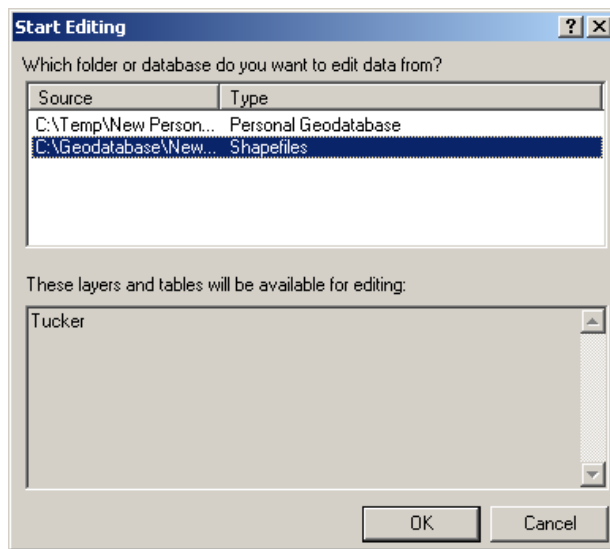 Start Editing
Which folder or database do you want to edit data from?
Source Type
C:\Temp\New Person... Personal Geodatabase
C:\Geodatabase\New... Shapefiles
These layers and tables will be available for editing:
Tucker
OK Cancel